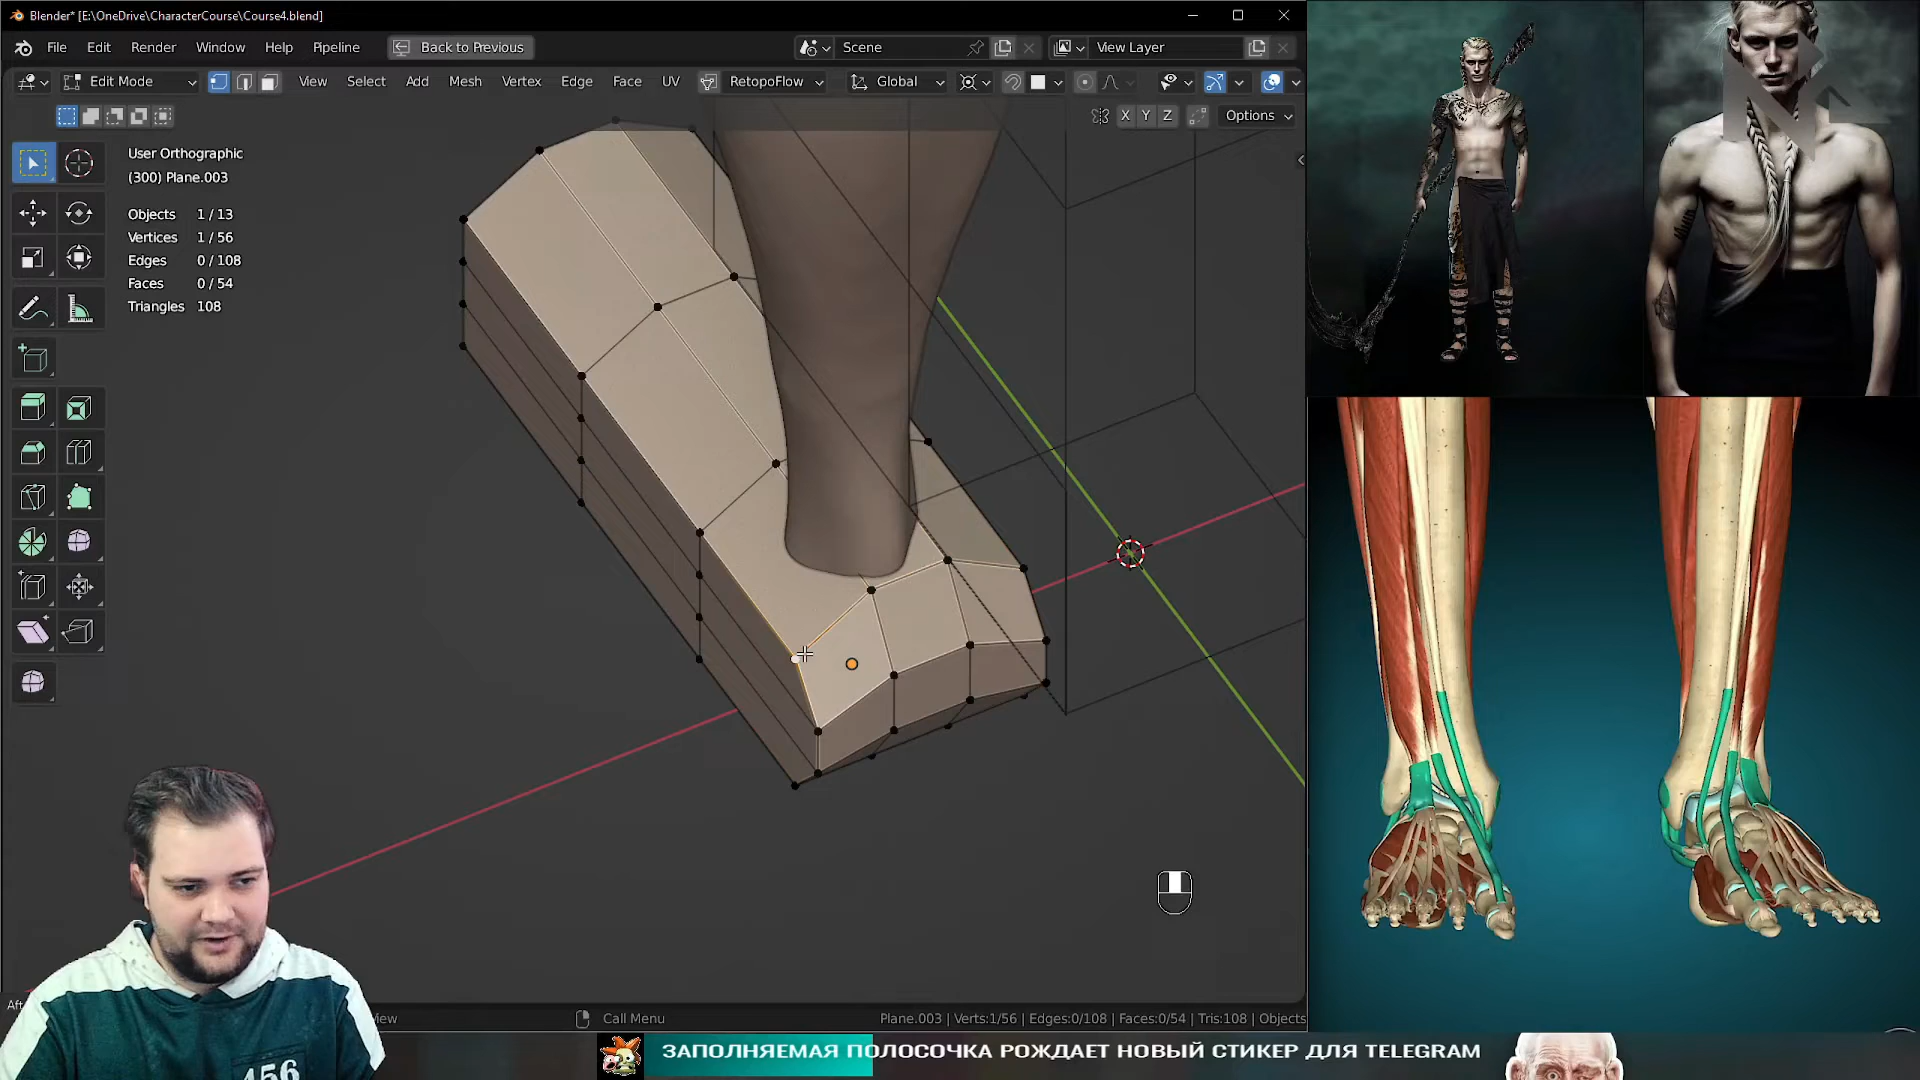 Blender* [E:\OneDrive\CharacterCourse\Course4.blend]
File Edit Render Window Help Pipeline Back to Previous Scene View Layer
Edit Mode View Select Add Mesh Vertex Edge Face UV RetopoFlow Global
X Y Z Options
User Orthographic
(300) Plane.003
Objects 1 / 13
Vertices 1 / 56
Edges 0 / 108
Faces 0 / 54
Triangles 108
456
Call Menu
Plane.003 | Verts:1/56 | Edges:0/108 | Faces:0/54 | Tris:108 | Objects
ЗАПОЛНЯЕМАЯ ПОЛОСОЧКА РОЖДАЕТ НОВЫЙ СТИКЕР ДЛЯ TELEGRAM